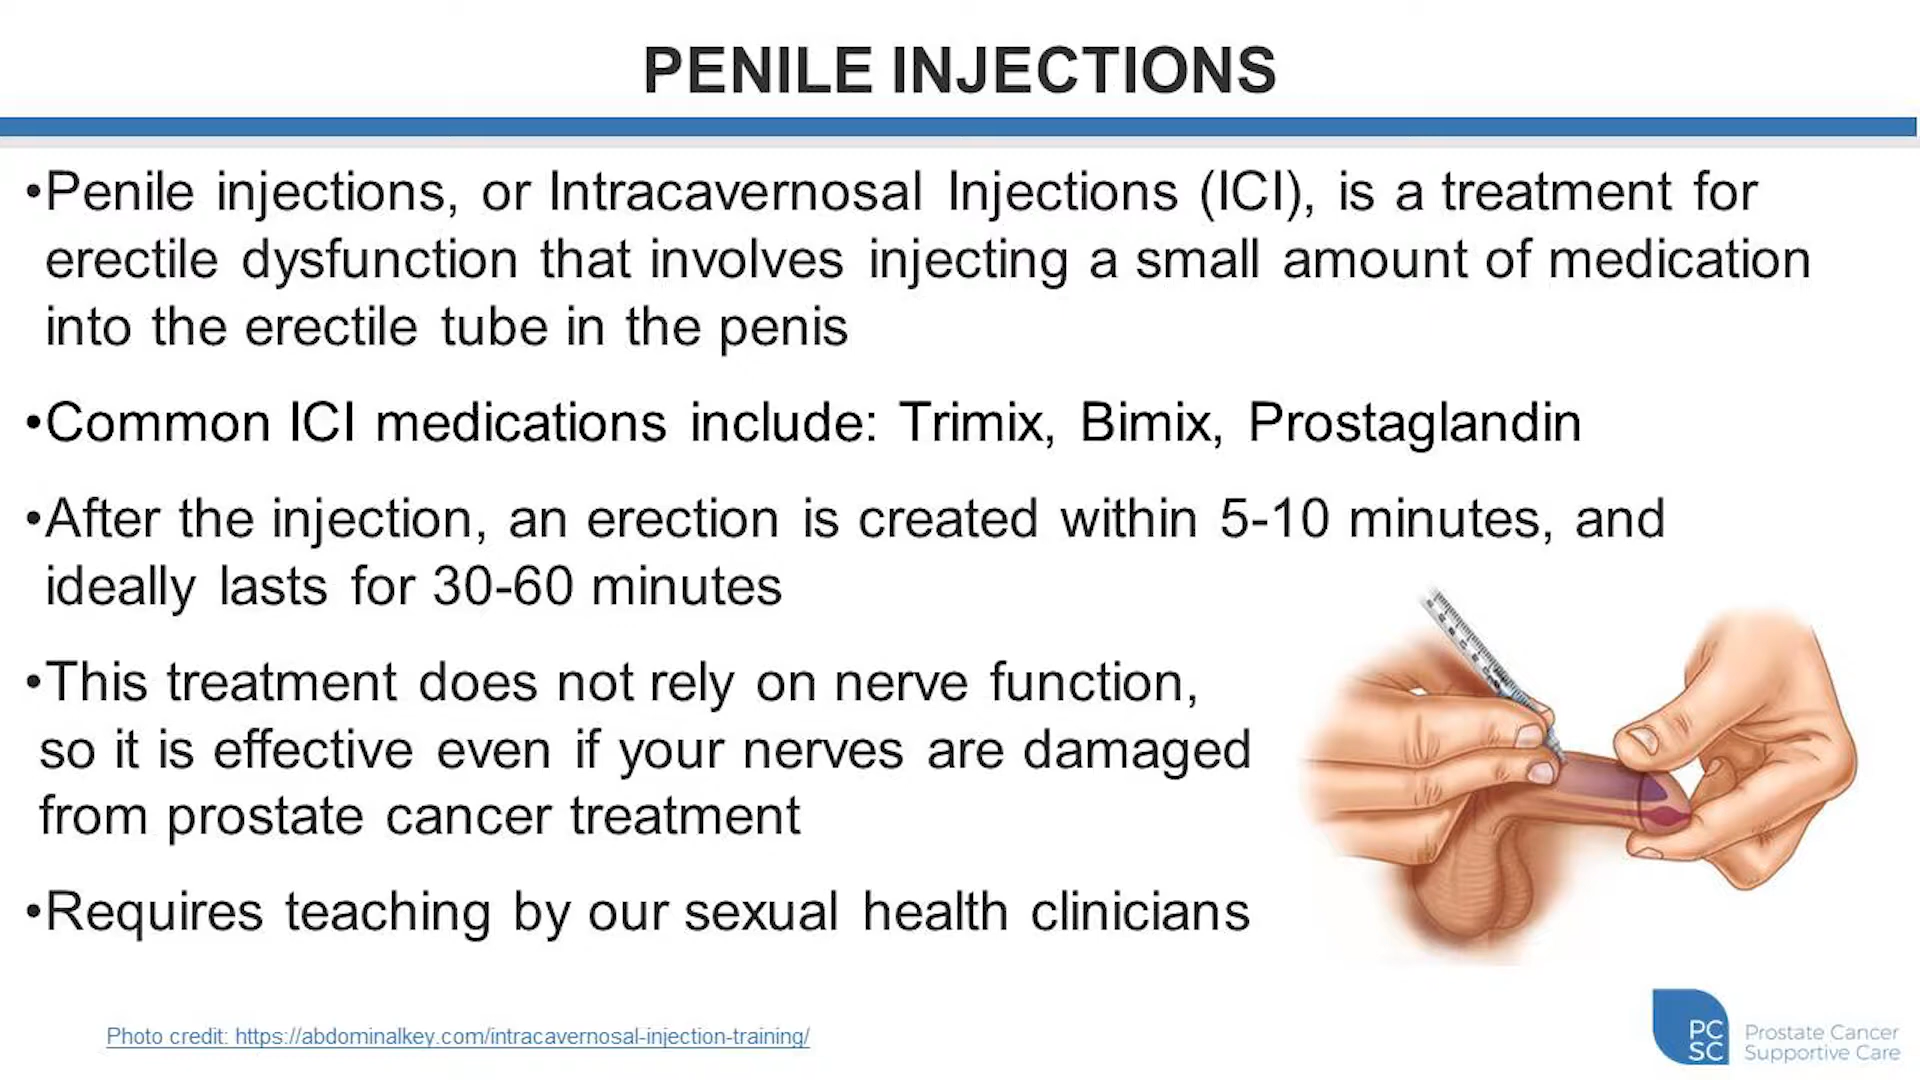 PENILE INJECTIONS
•Penile injections, or Intracavernosal Injections (ICI), is a treatment for
erectile dysfunction that involves injecting a small amount of medication
into the erectile tube in the penis
•Common ICI medications include: Trimix, Bimix, Prostaglandin
•After the injection, an erection is created within 5-10 minutes, and
ideally lasts for 30-60 minutes
•This treatment does not rely on nerve function,
so it is effective even if your nerves are damaged
from prostate cancer treatment
•Requires teaching by our sexual health clinicians
Photo credit: https://abdominalkey.com/intracavernosal-injection-training/
PC
SC
Prostate Cancer
Supportive Care